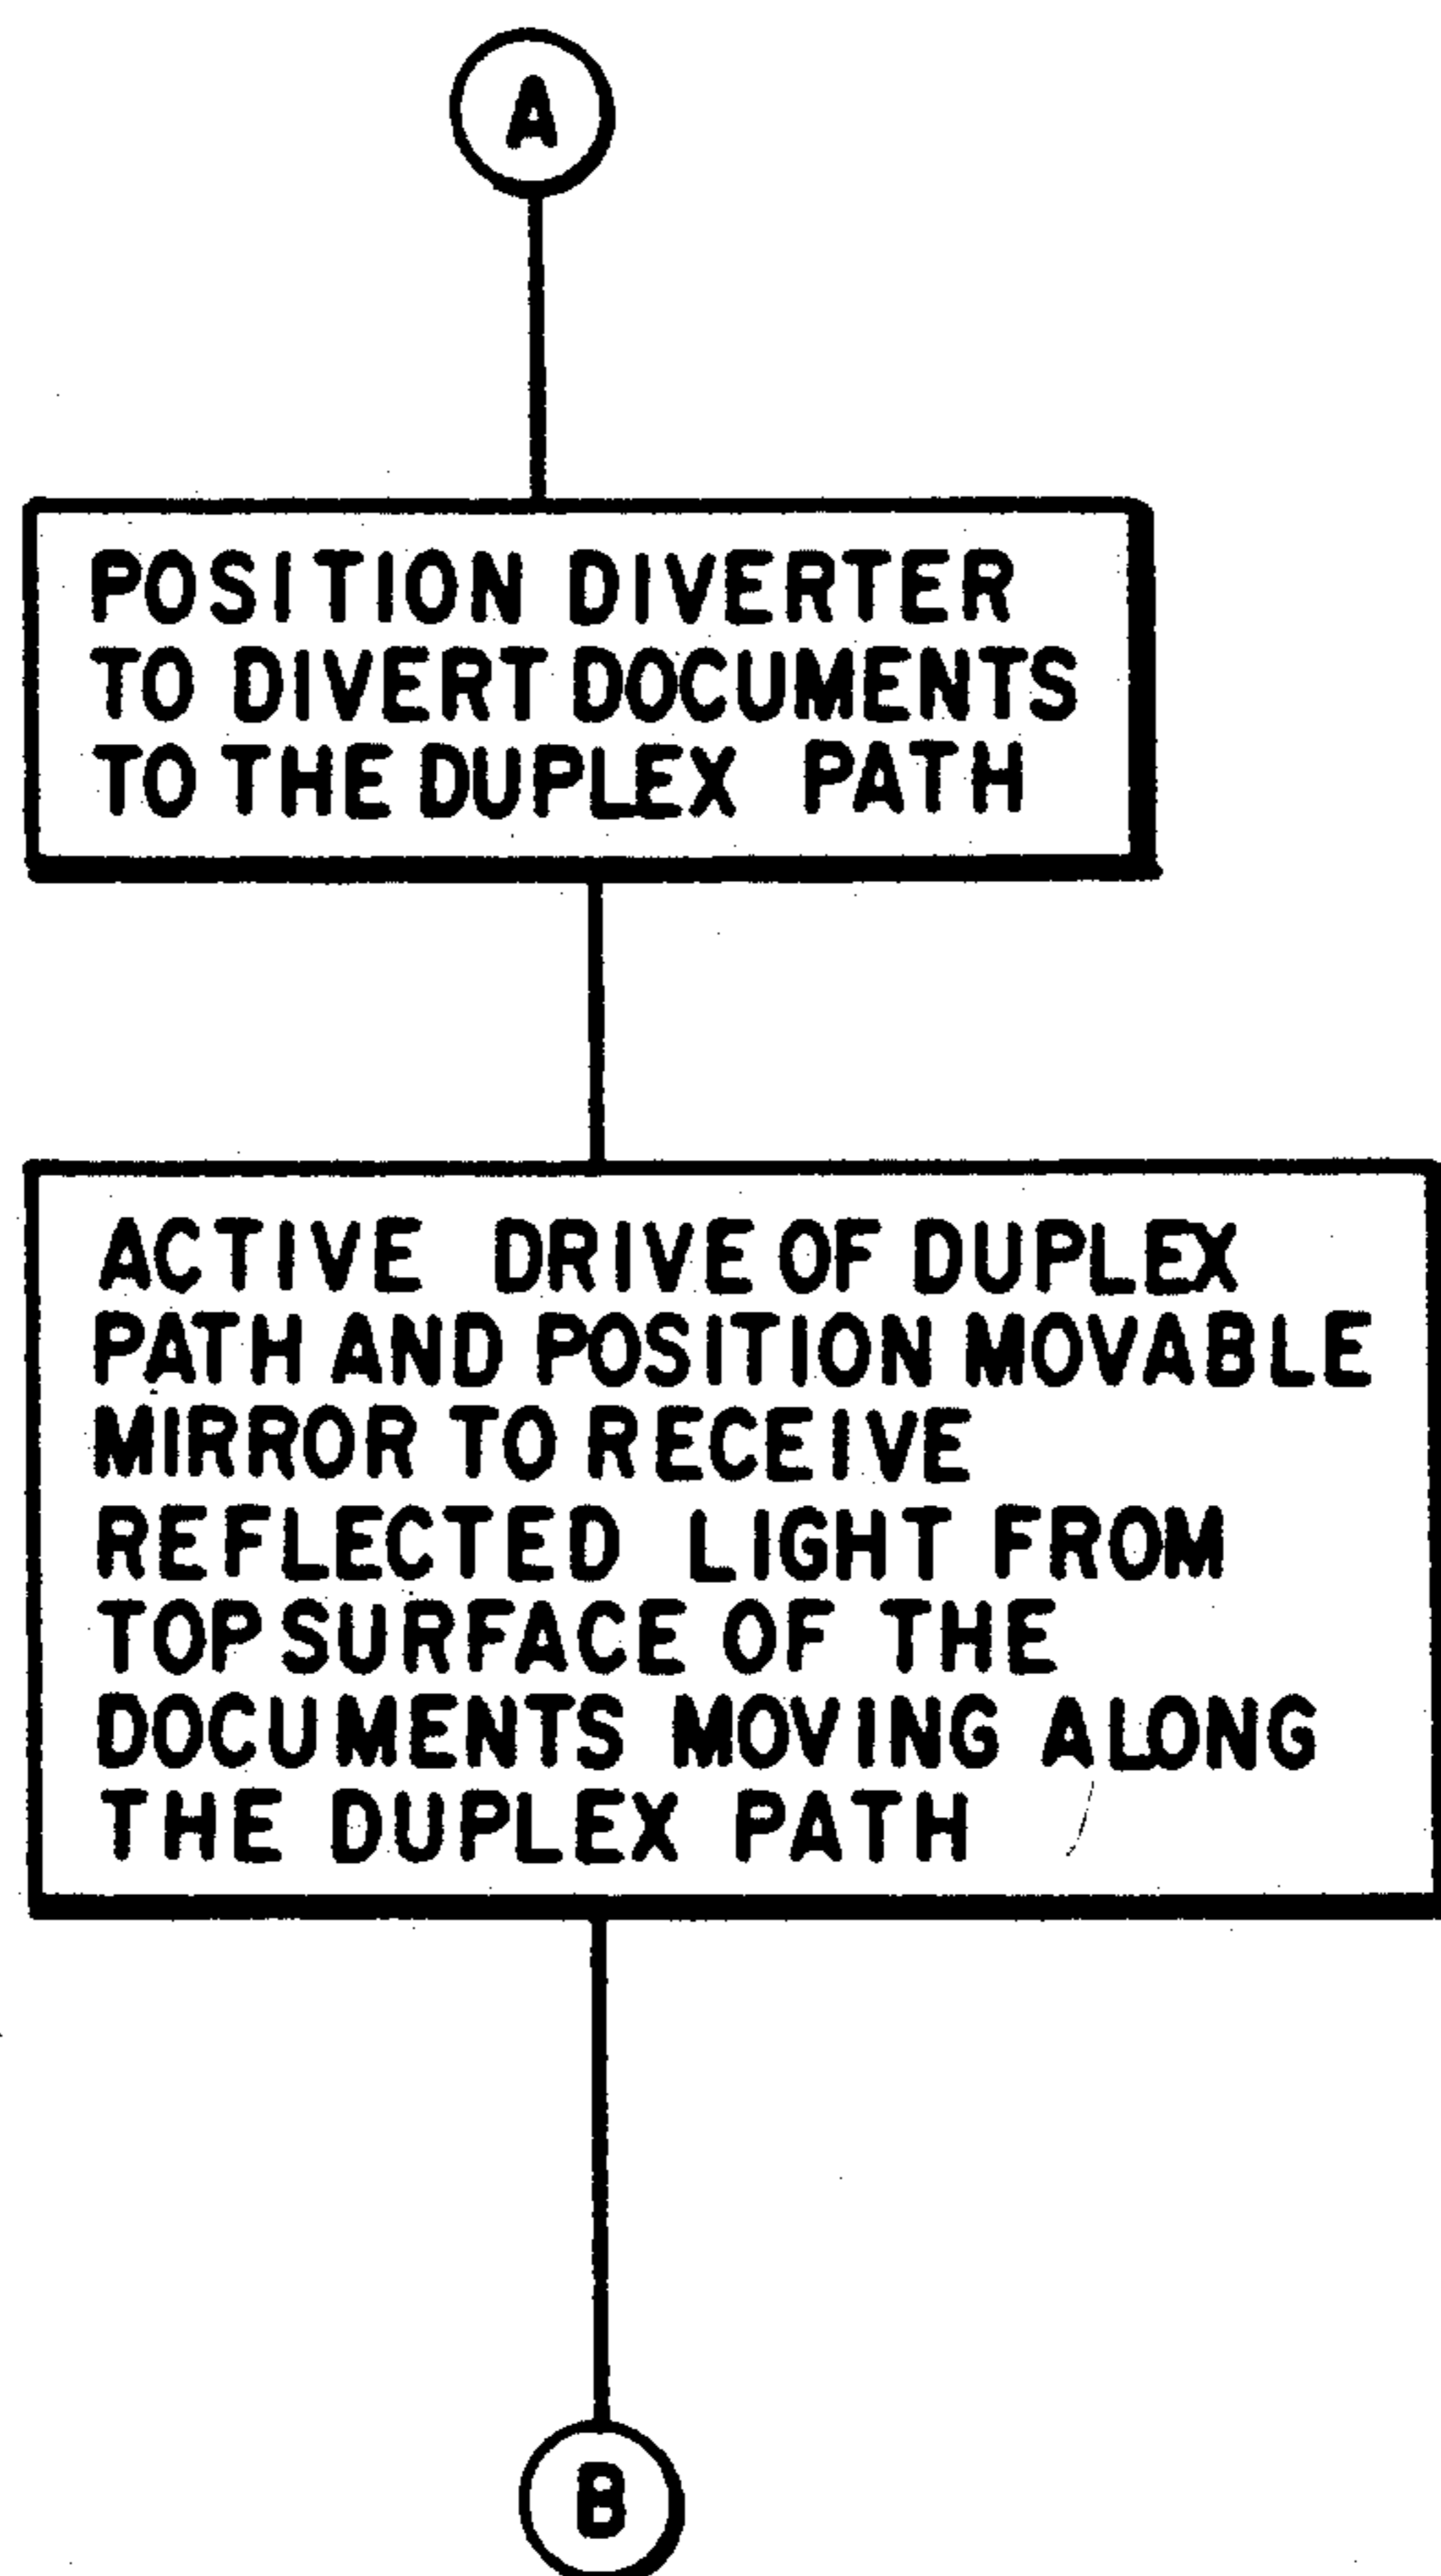 A
POSITION DIVERTER
TO DIVERT DOCUMENTS
TO THE DUPLEX PATH
ACTIVE DRIVE OF DUPLEX
PATH AND POSITION MOVABLE
MIRROR TO RECEIVE
REFLECTED LIGHT FROM
TOP SURFACE OF THE
DOCUMENTS MOVING ALONG
THE DUPLEX PATH
B